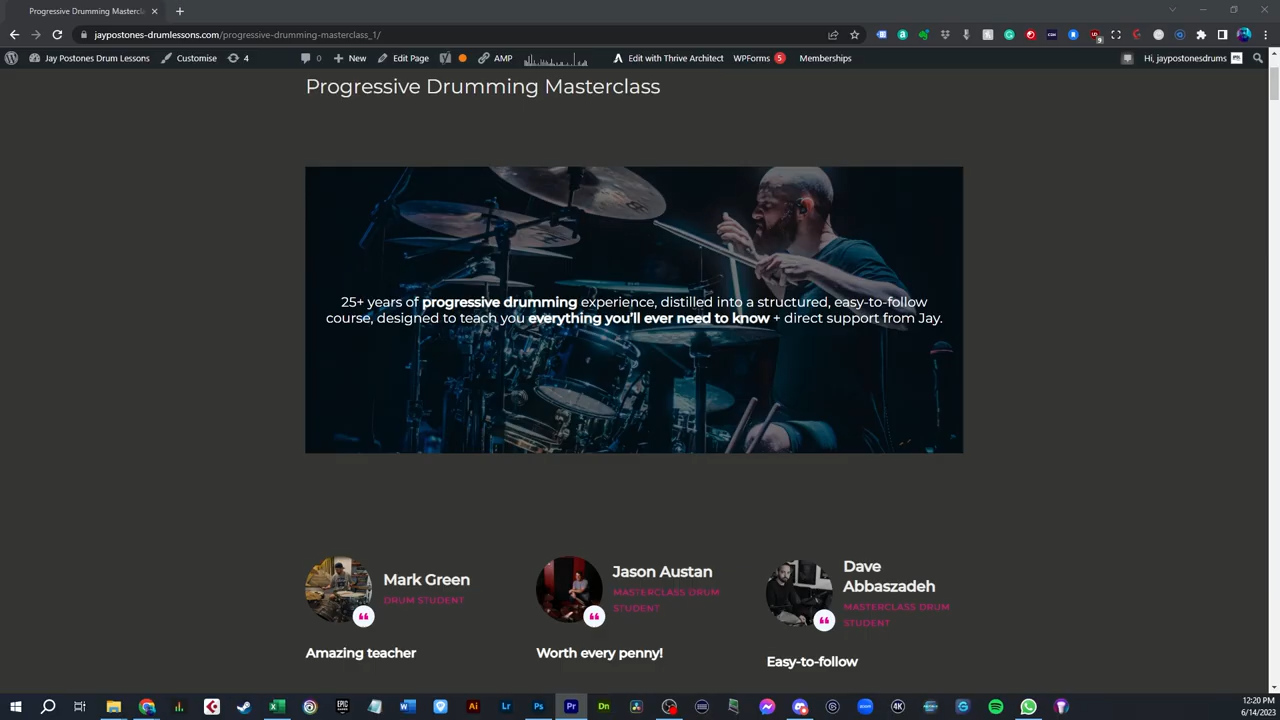 Progressive Drumming Mastercla
jaypostones-drumlessons.com/progressive-drumming-masterclass_1/
Jay Postones Drum Lessons Customise 4 0 New Edit Page AMP Edit with Thrive Architect WPForms 5 Memberships Hi, jaypostonesdrums
Progressive Drumming Masterclass
25+ years of progressive drumming experience, distilled into a structured, easy-to-follow
course, designed to teach you everything you'll ever need to know + direct support from Jay.
Mark Green
DRUM STUDENT
Amazing teacher
Jason Austan
MASTERCLASS DRUM
STUDENT
Worth every penny!
Dave
Abbaszadeh
MASTERCLASS DRUM
STUDENT
Easy-to-follow
12:20 PM
6/14/2023